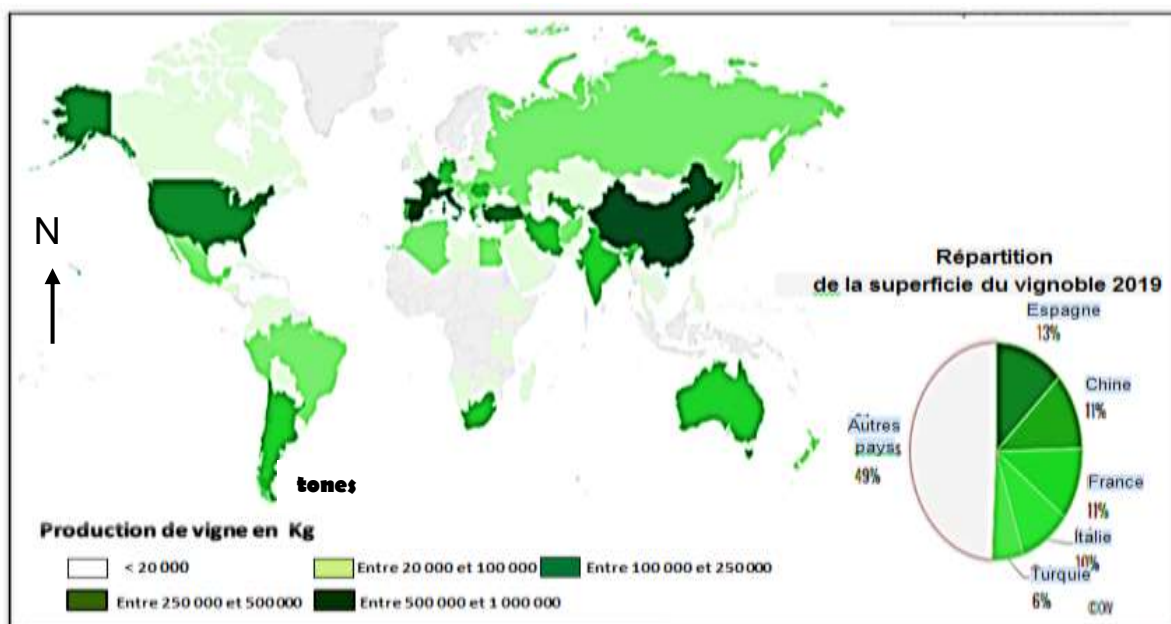 N
Répartition
de la superficie du vignoble 2019
Espagne
13%
Chine
11%
France
11%
Italie
10%
Turquie
6%
Autres
pays
49%
©OIV
tones
Production de vigne en Kg
< 20 000
Entre 20 000 et 100 000
Entre 100 000 et 250 000
Entre 250 000 et 500 000
Entre 500 000 et 1 000 000